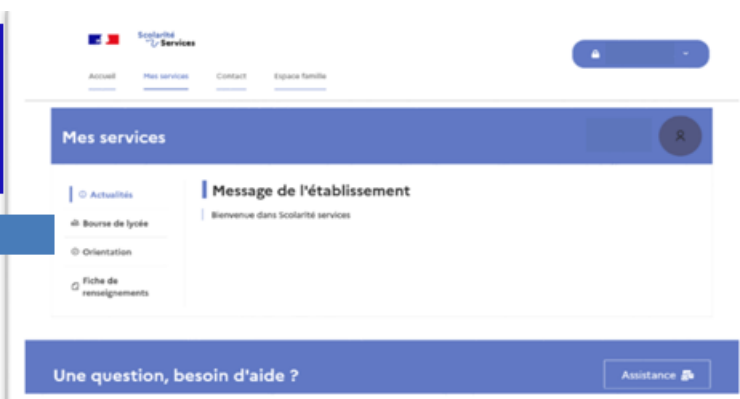 Scolarité
Services
Accueil Mes services Contact Espace famille
Mes services
Actualités
Message de l'établissement
Bourse de lycée
Bienvenue dans Scolarité services
Orientation
Fiche de
renseignements
Une question, besoin d'aide ?
Assistance